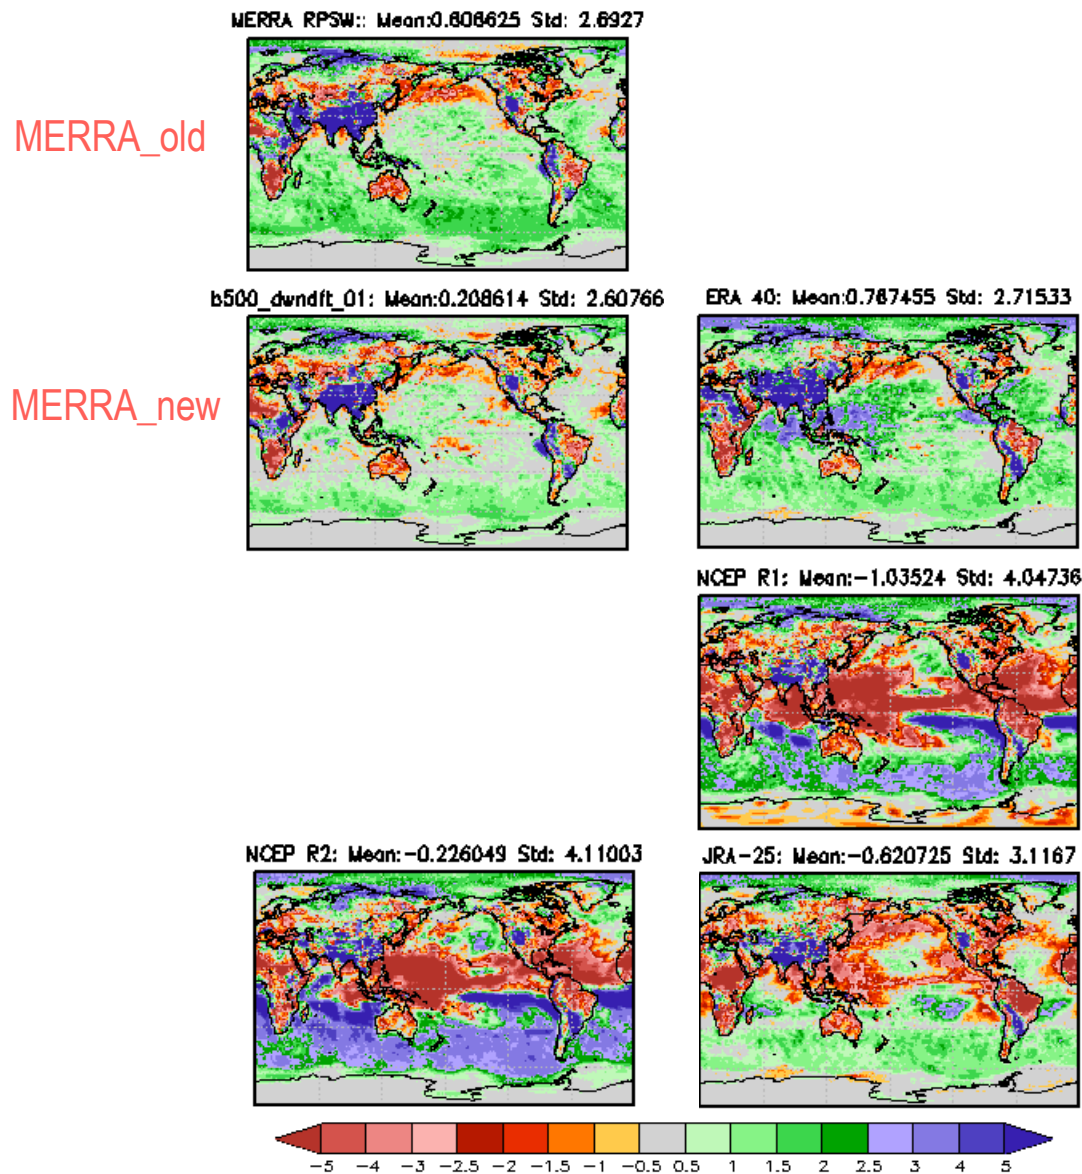 MERRA RPSW:: Mean:0.606625 Std: 2.6927
MERRA_old
b500_dwndft_01: Mean:0.208614 Std: 2.60766
ERA 40: Mean:0.767455 Std: 2.71533
MERRA_new
NCEP R1: Mean:-1.03524 Std: 4.04736
NCEP R2: Mean:-0.226049 Std: 4.11003
JRA-25: Mean:-0.620725 Std: 3.1167
-5 -4 -3 -2.5 -2 -1.5 -1 -0.5 0.5 1 1.5 2 2.5 3 4 5